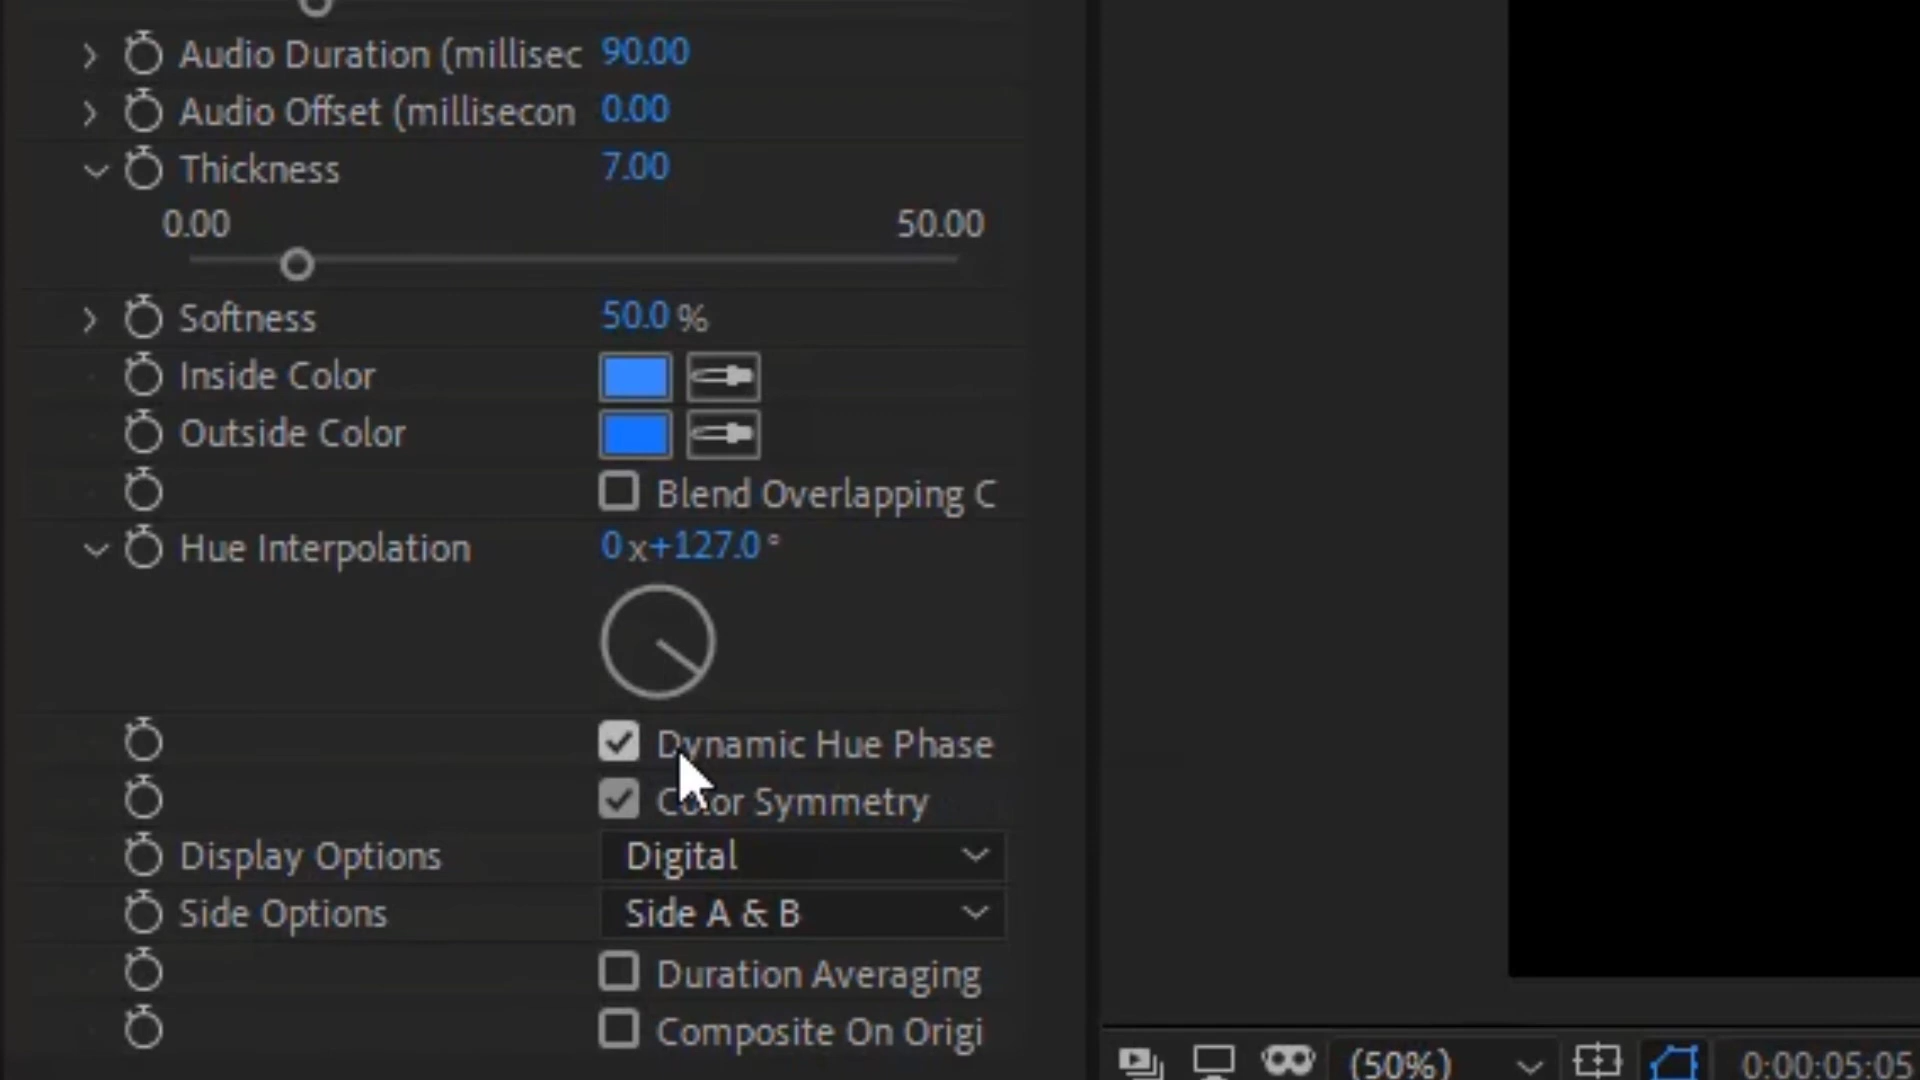 Audio Duration (millisec 90.00
Audio Offset (millisecon 0.00
Thickness 7.00
0.00 50.00
Softness 50.0 %
Inside Color
Outside Color
Blend Overlapping C
Hue Interpolation 0 x+127.0 °
Dynamic Hue Phase
Color Symmetry
Display Options Digital
Side Options Side A & B
Duration Averaging
Composite On Origi
(50%) 0:00:05:05